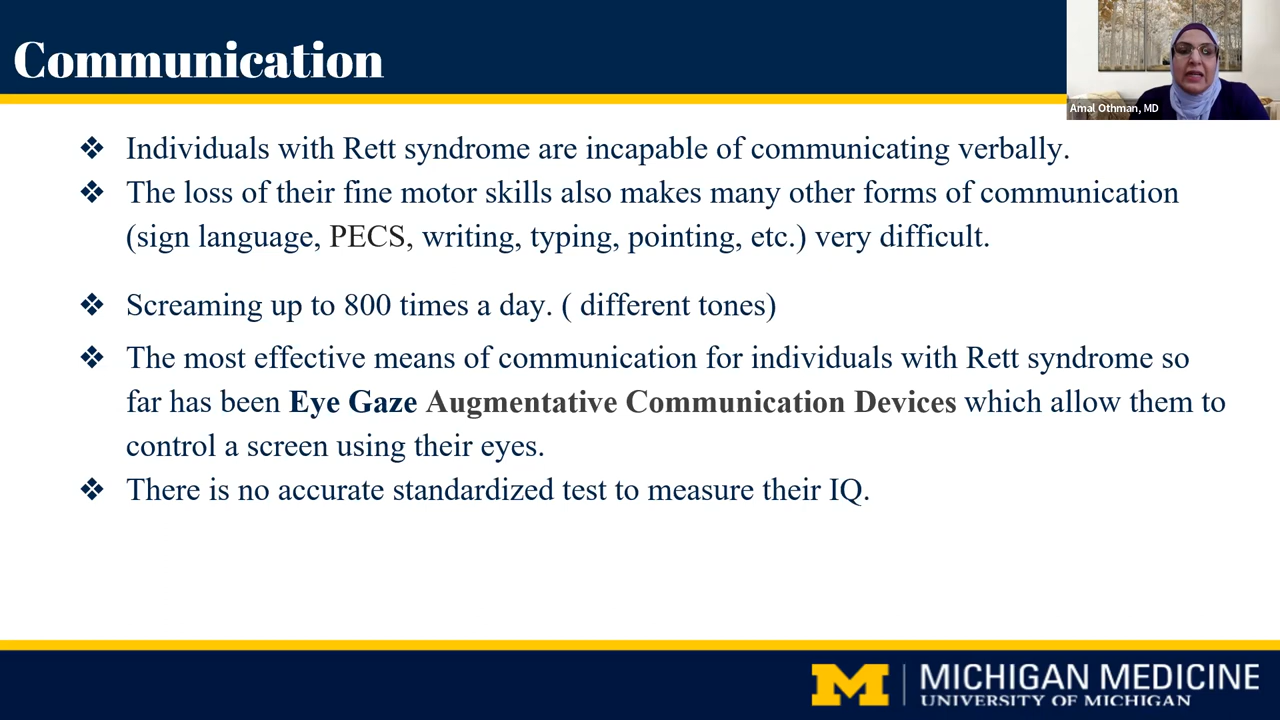 Communication
Amal Othman, MD
❖ Individuals with Rett syndrome are incapable of communicating verbally.
❖ The loss of their fine motor skills also makes many other forms of communication
(sign language, PECS, writing, typing, pointing, etc.) very difficult.
❖ Screaming up to 800 times a day. ( different tones)
❖ The most effective means of communication for individuals with Rett syndrome so
far has been Eye Gaze Augmentative Communication Devices which allow them to
control a screen using their eyes.
❖ There is no accurate standardized test to measure their IQ.
M | MICHIGAN MEDICINE
UNIVERSITY OF MICHIGAN